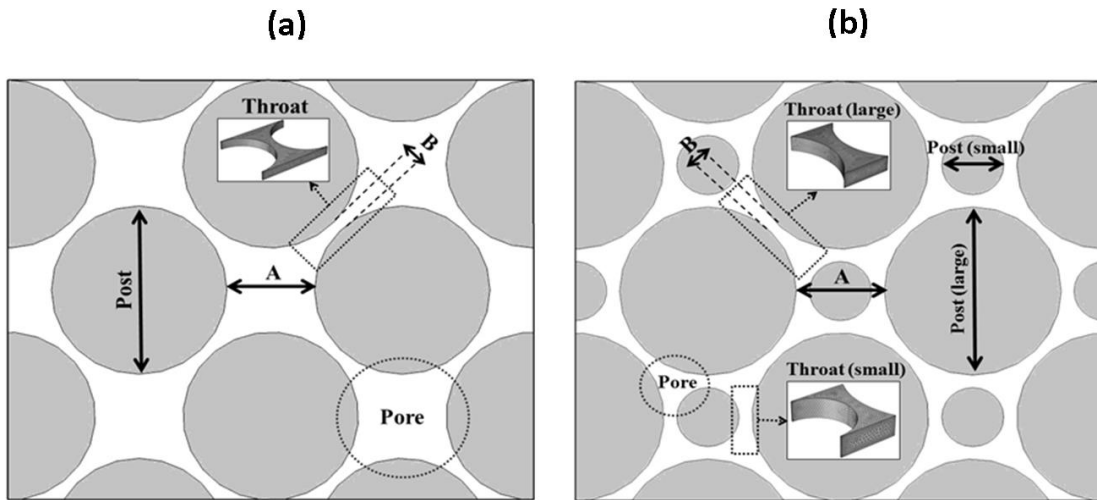 (a)
(b)
Throat
B
Post
A
Pore
Throat (large)
B
Post (small)
A
Post (large)
Pore
Throat (small)